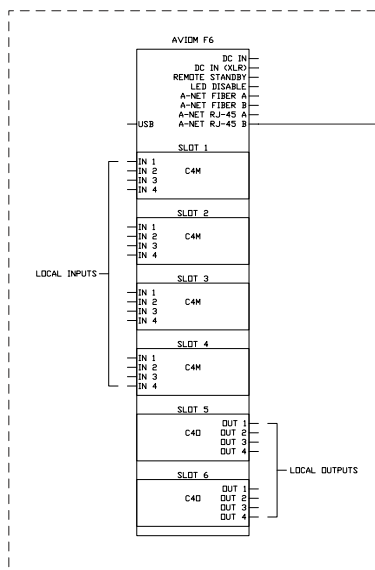 AVIOM F6
DC IN
DC IN (XLR)
REMOTE STANDBY
LED DISABLE
A-NET FIBER A
A-NET FIBER B
A-NET RJ-45 A
USB A-NET RJ-45 B
SLOT 1
IN 1
IN 2 C4M
IN 3
IN 4
SLOT 2
IN 1
IN 2 C4M
IN 3
IN 4
LOCAL INPUTS
SLOT 3
IN 1
IN 2 C4M
IN 3
IN 4
SLOT 4
IN 1
IN 2 C4M
IN 3
IN 4
SLOT 5
OUT 1
C4O OUT 2
OUT 3
OUT 4
LOCAL OUTPUTS
SLOT 6
OUT 1
C4O OUT 2
OUT 3
OUT 4